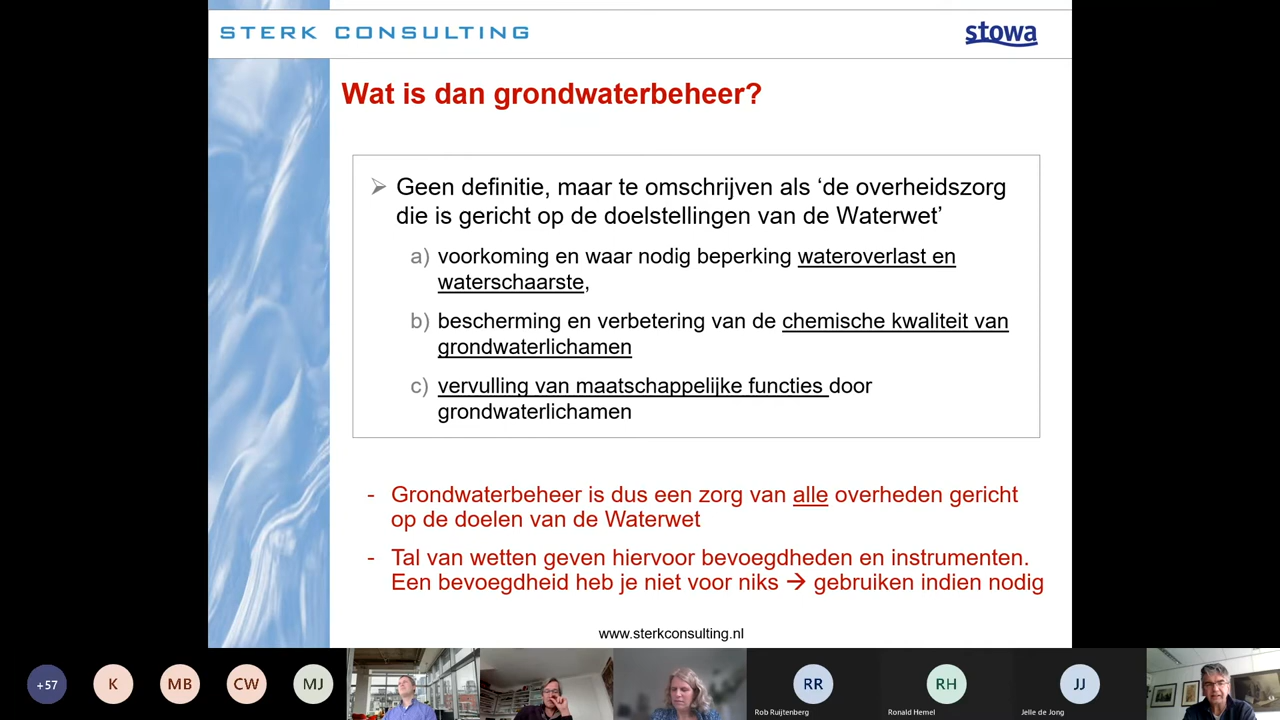 STERK CONSULTING
stowa
Wat is dan grondwaterbeheer?
Geen definitie, maar te omschrijven als ‘de overheidszorg
die is gericht op de doelstellingen van de Waterwet’
a) voorkoming en waar nodig beperking wateroverlast en
waterschaarste,
b) bescherming en verbetering van de chemische kwaliteit van
grondwaterlichamen
c) vervulling van maatschappelijke functies door
grondwaterlichamen
- Grondwaterbeheer is dus een zorg van alle overheden gericht
op de doelen van de Waterwet
- Tal van wetten geven hiervoor bevoegdheden en instrumenten.
Een bevoegdheid heb je niet voor niks → gebruiken indien nodig
www.sterkconsulting.nl
+57
K
MB
CW
MJ
RR
RH
JJ
Rob Ruijtenberg
Ronald Hemel
Jelle de Jong